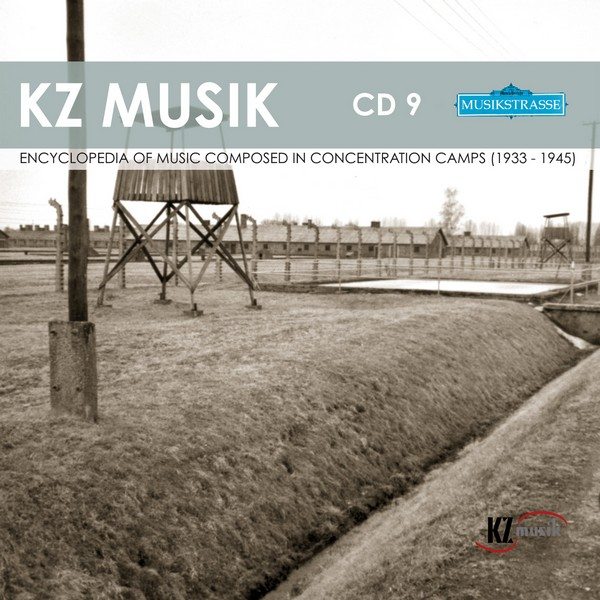 KZ MUSIK
CD 9
MUSIKSTRASSE
ENCYCLOPEDIA OF MUSIC COMPOSED IN CONCENTRATION CAMPS (1933 - 1945)
KZ musik